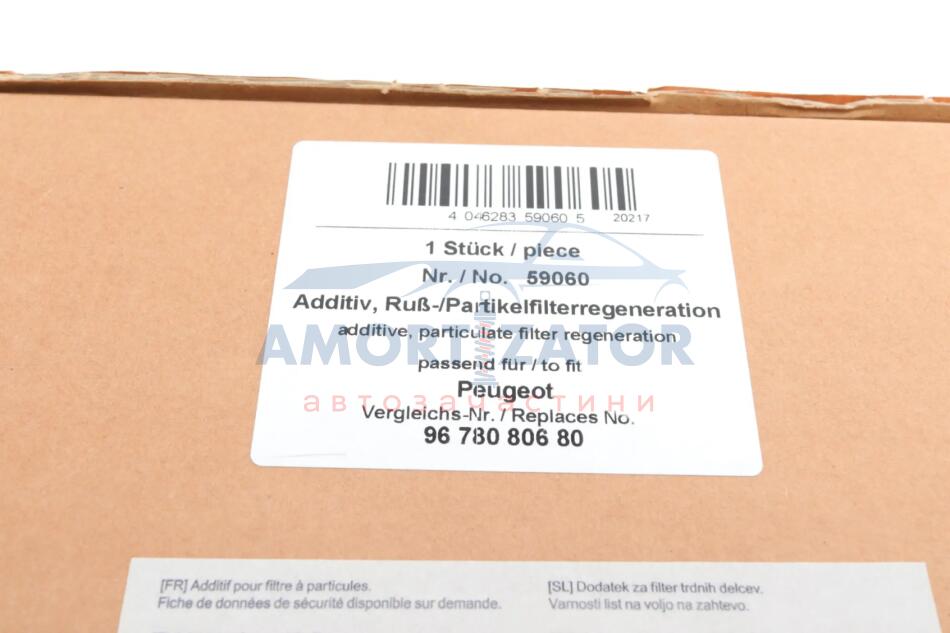 4 046283 59060 5 20217
1 Stück / piece
Nr. / No. 59060
Additiv, Ruß-/Partikelfilterregeneration
additive, particulate filter regeneration
AMORTIZATOR
passend für / to fit
Peugeot
автозапчастини
Vergleichs-Nr. / Replaces No.
96 780 806 80
[FR] Additif pour filtre à particules.
Fiche de données de sécurité disponible sur demande.
[SL] Dodatek za filter trdnih delcev.
Varnosti list na voljo na zahtevo.